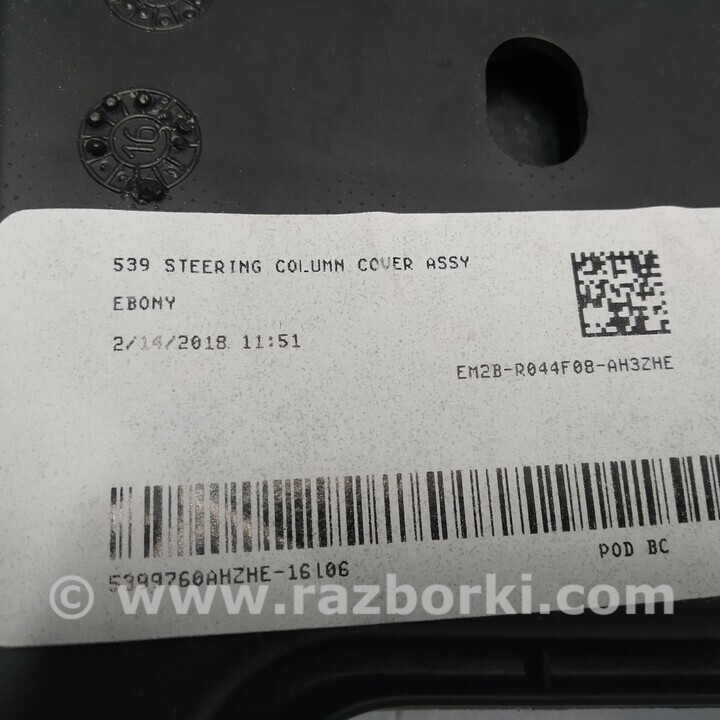 16
539 STEERING COLUMN COVER ASSY
EBONY
2/14/2018 11:51
EM2B-R044F08-AH3ZHE
POD BC
5399760AHZHE-16106
© www.razborki.com